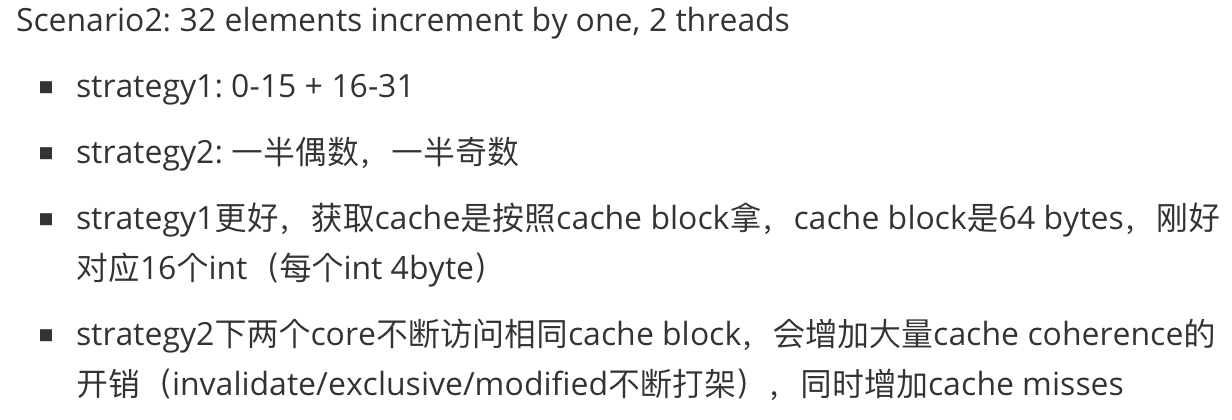 Scenario2: 32 elements increment by one, 2 threads
▪ strategy1: 0-15 + 16-31
▪ strategy2: 一半偶数，一半奇数
▪ strategy1更好，获取cache是按照cache block拿，cache block是64 bytes，刚好
对应16个int（每个int 4byte）
▪ strategy2下两个core不断访问相同cache block，会增加大量cache coherence的
开销（invalidate/exclusive/modified不断打架），同时增加cache misses